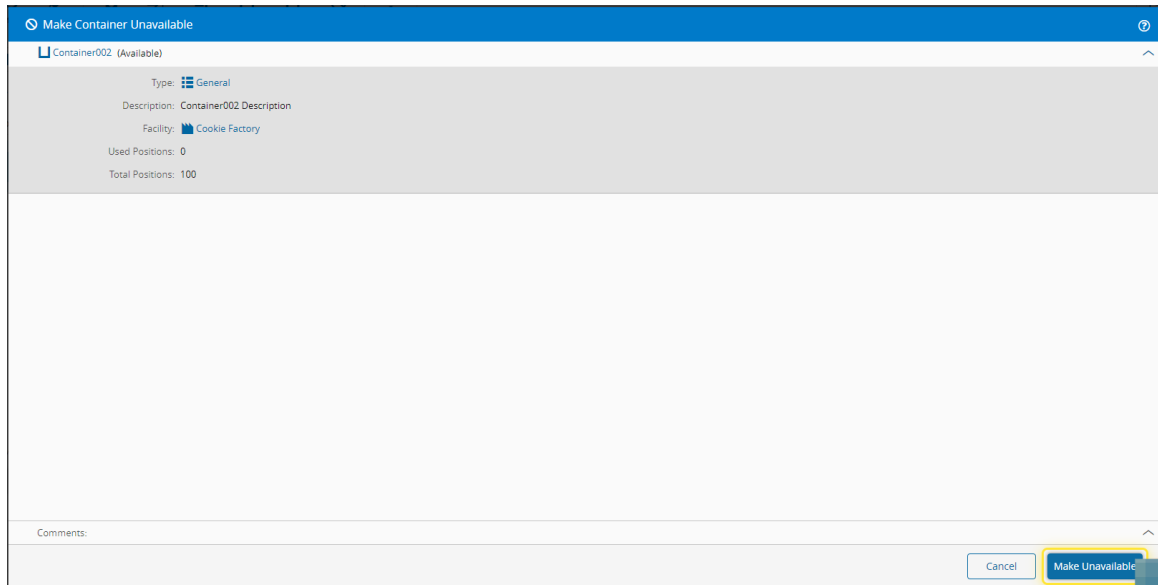 Make Container Unavailable
Container002 (Available)
Type: General
Description: Container002 Description
Facility: Cookie Factory
Used Positions: 0
Total Positions: 100
Comments:
Cancel Make Unavailable